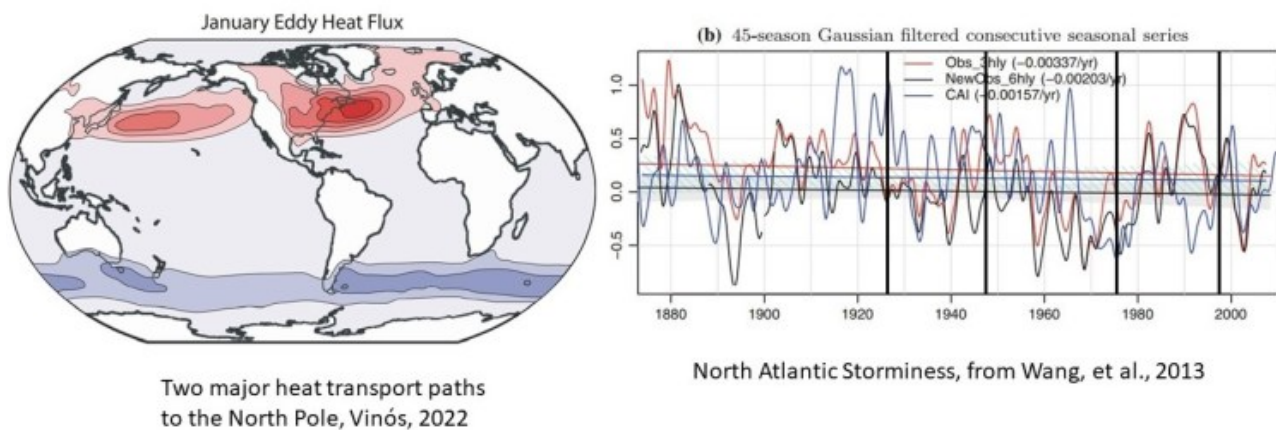 January Eddy Heat Flux
Two major heat transport paths
to the North Pole, Vinós, 2022
(b) 45-season Gaussian filtered consecutive seasonal series
Obs_3hly (−0.00337/yr)
NewObs_6hly (−0.00203/yr)
CAI (−0.00157/yr)
1.0
0.5
0.0
-0.5
1880 1900 1920 1940 1960 1980 2000
North Atlantic Storminess, from Wang, et al., 2013